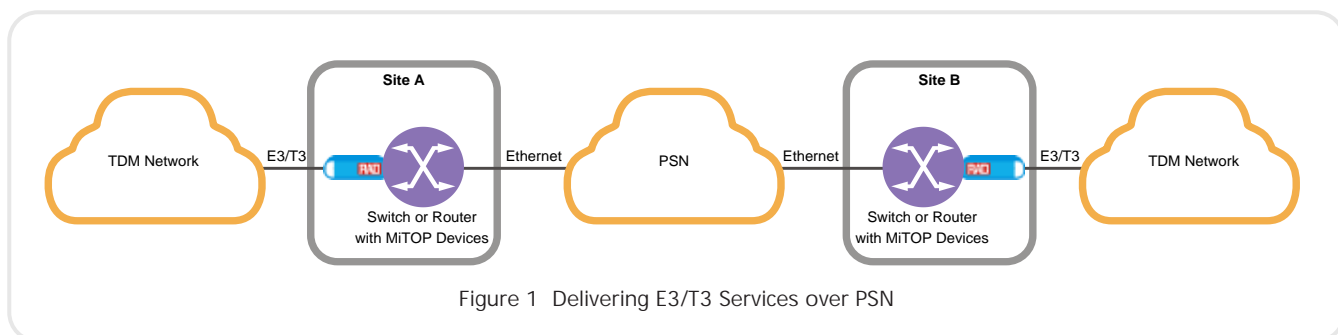 Site A
Site B
TDM Network
E3/T3
RAD
Ethernet
PSN
Ethernet
RAD
E3/T3
TDM Network
Switch or Router
with MiTOP Devices
Switch or Router
with MiTOP Devices
Figure 1 Delivering E3/T3 Services over PSN